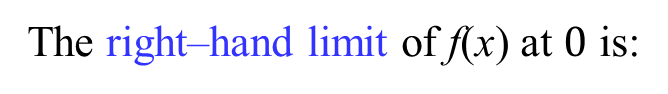 The right–hand limit of f(x) at 0 is: